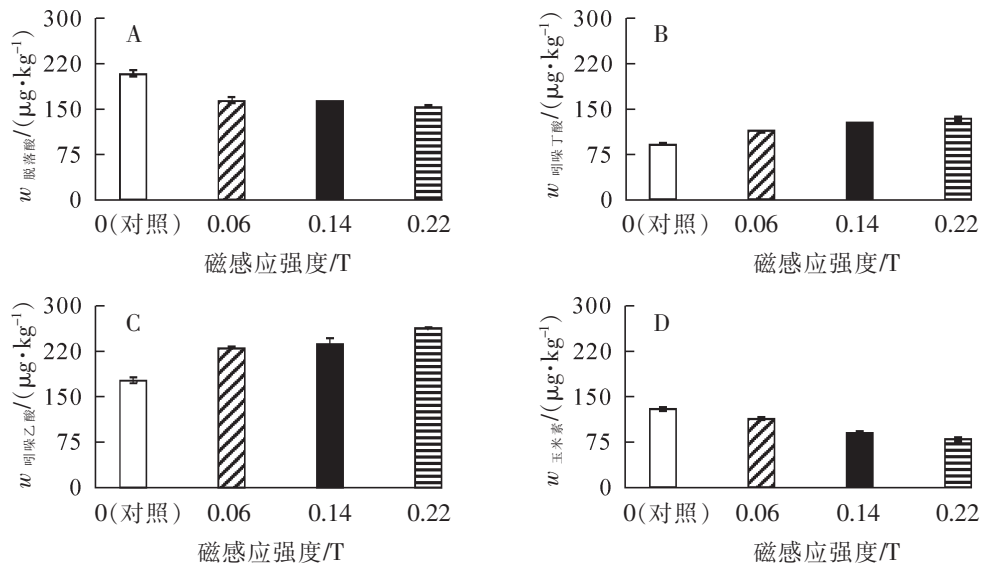 300
220
150
75
0
w 脱落酸/(μg·kg⁻¹)
A
0(对照) 0.06 0.14 0.22
磁感应强度/T
300
220
150
75
0
w 吲哚丁酸/(μg·kg⁻¹)
B
0(对照) 0.06 0.14 0.22
磁感应强度/T
300
220
150
75
0
w 吲哚乙酸/(μg·kg⁻¹)
C
0(对照) 0.06 0.14 0.22
磁感应强度/T
300
220
150
75
0
w 玉米素/(μg·kg⁻¹)
D
0(对照) 0.06 0.14 0.22
磁感应强度/T